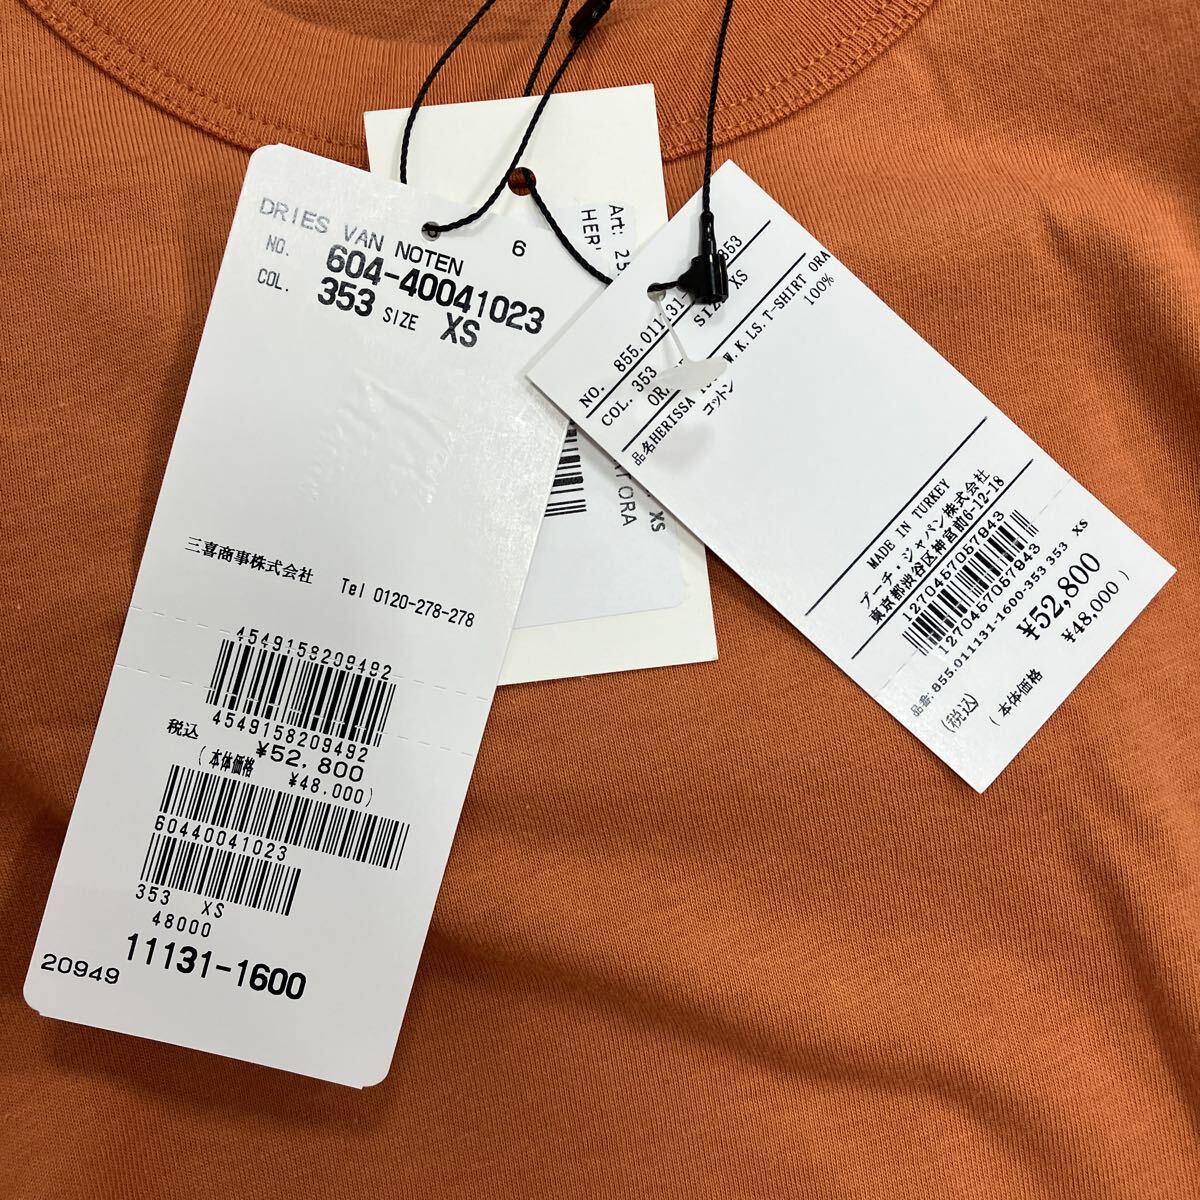 DRIES VAN NOTEN
6
NO. 604-40041023
COL. 353 SIZE XS
三喜商事株式会社 Tel 0120-278-278
4549158209492
4549158209492
税込 ¥52,800
(本体価格 ¥48,000)
60440041023
353 XS
48000
11131-1600
20949
Art:
XS
ORA
NO. 855.011131- 353
COL. 353 XS
品名HERISSA W.K.LS.T-SHIRT ORA
コットン 100%
MADE IN TURKEY
プーチ・ジャパン株式会社
東京都渋谷区神宮前6-12-18
1270457057943
1270457057943
品番:855.011131-1600-353 353 XS
(税込) ¥52,800
(本体価格 ¥48,000)